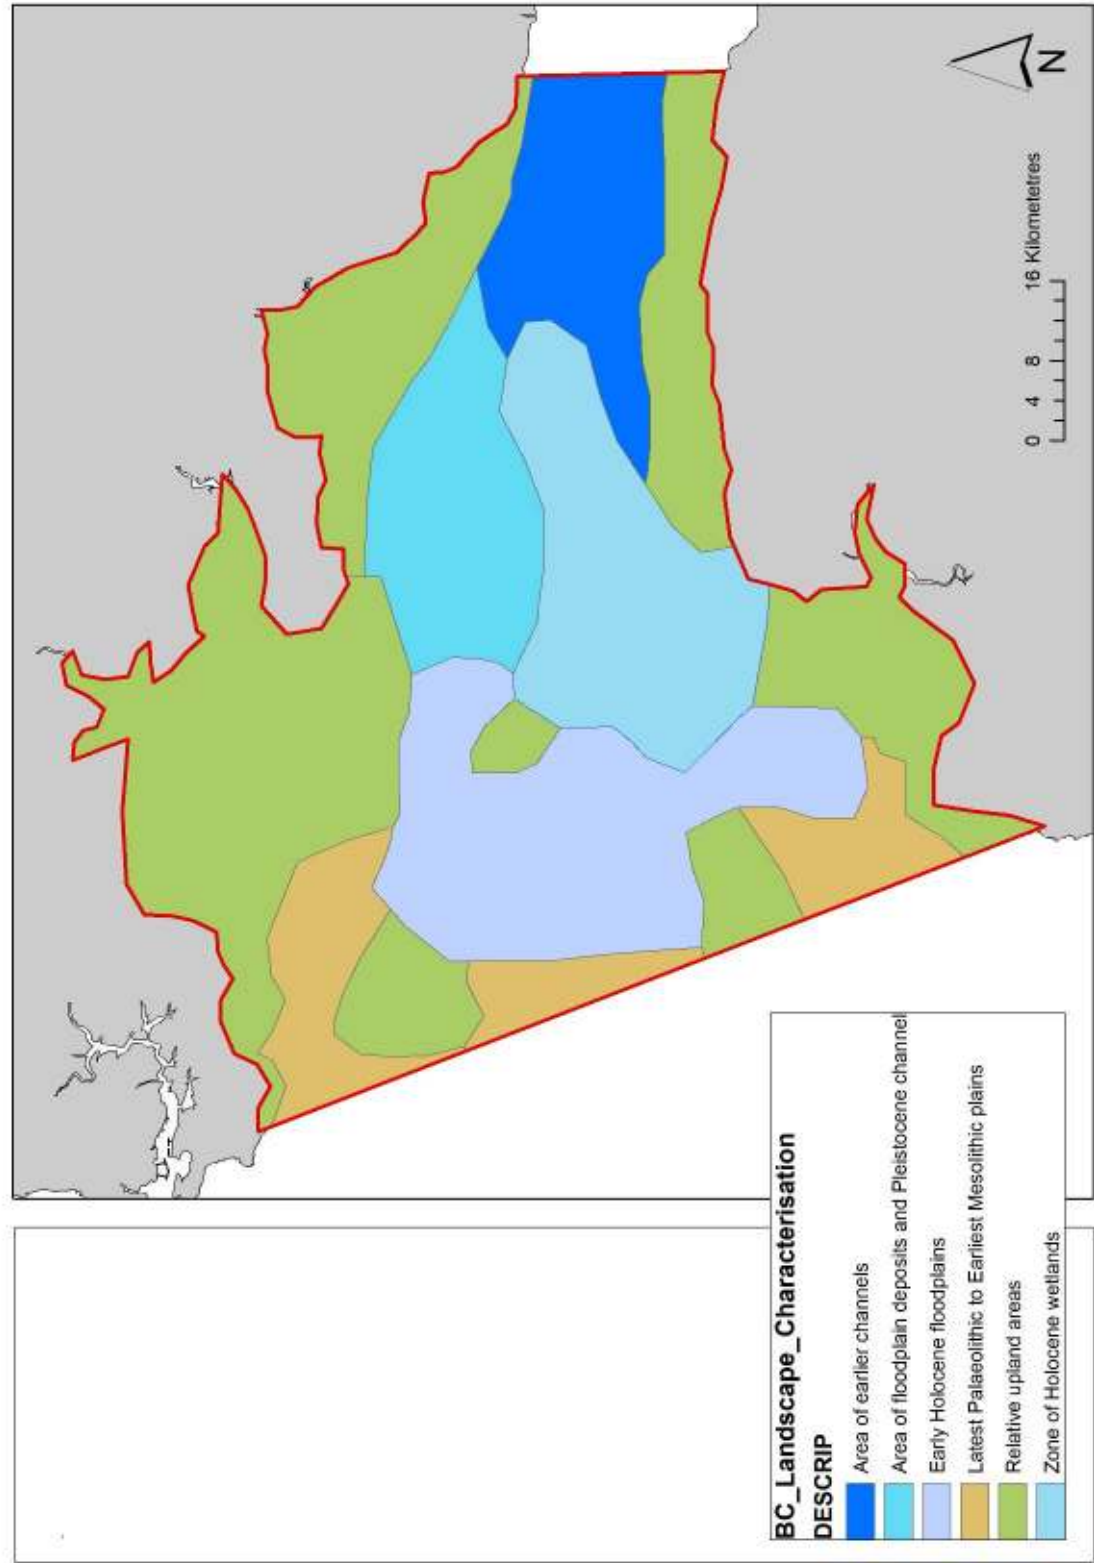 BC_Landscape_Characterisation
DESCRIP
Area of earlier channels
Area of floodplain deposits and Pleistocene channel
Early Holocene floodplains
Latest Palaeolithic to Earliest Mesolithic plains
Relative upland areas
Zone of Holocene wetlands
0 4 8 16 Kilometetres
N